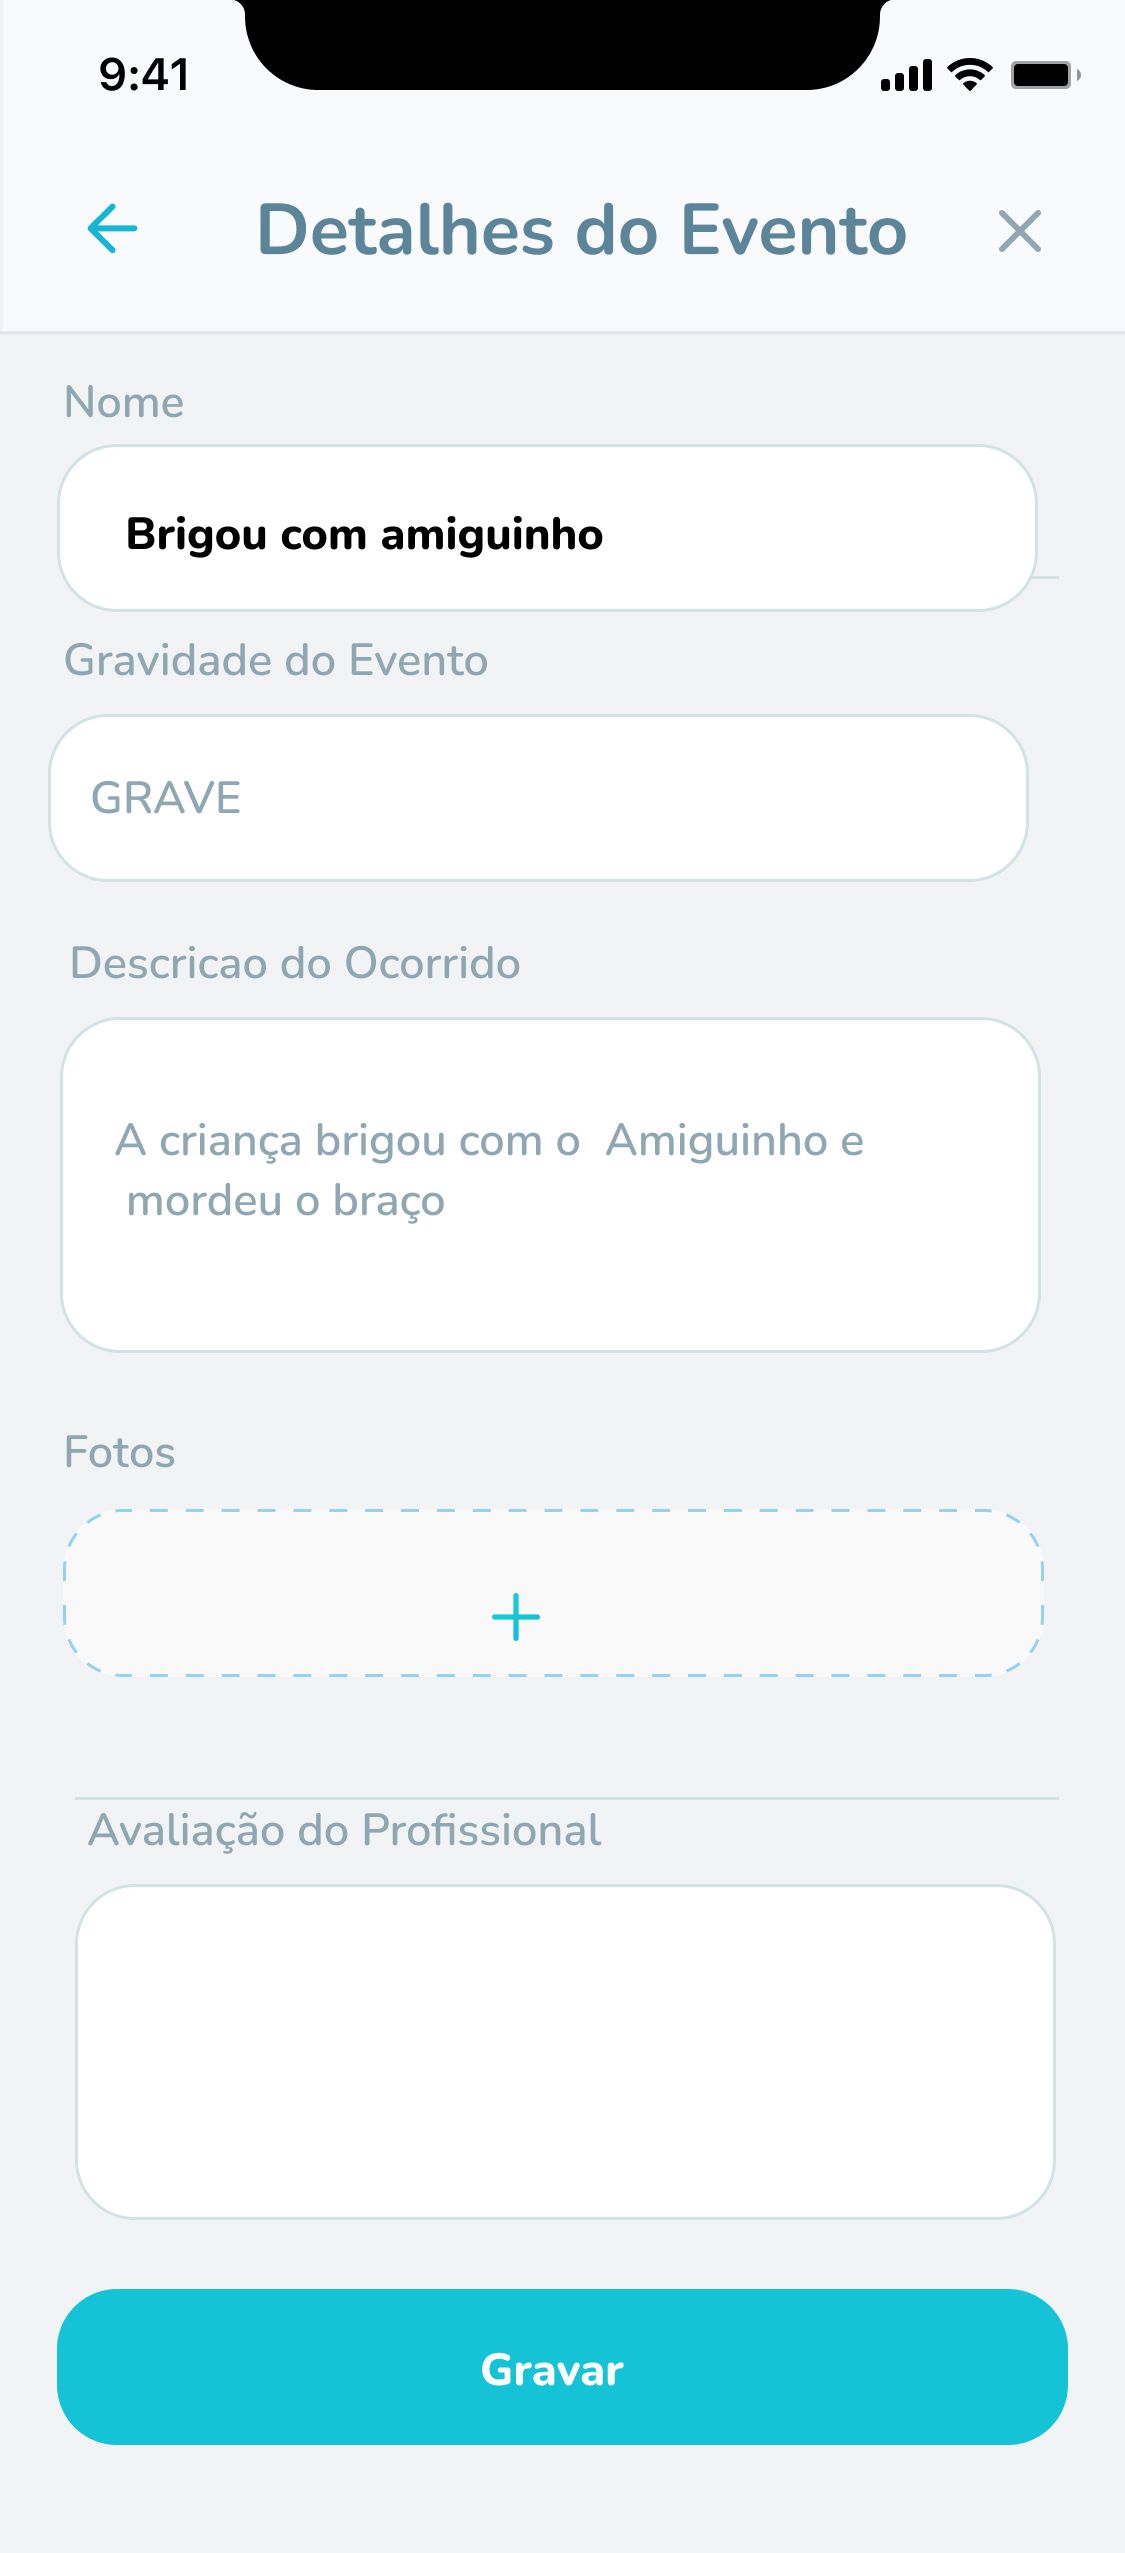 9:41
Detalhes do Evento
Nome
Brigou com amiguinho
Gravidade do Evento
GRAVE
Descricao do Ocorrido
A criança brigou com o  Amiguinho e
mordeu o braço
Fotos
Avaliação do Profissional
Gravar